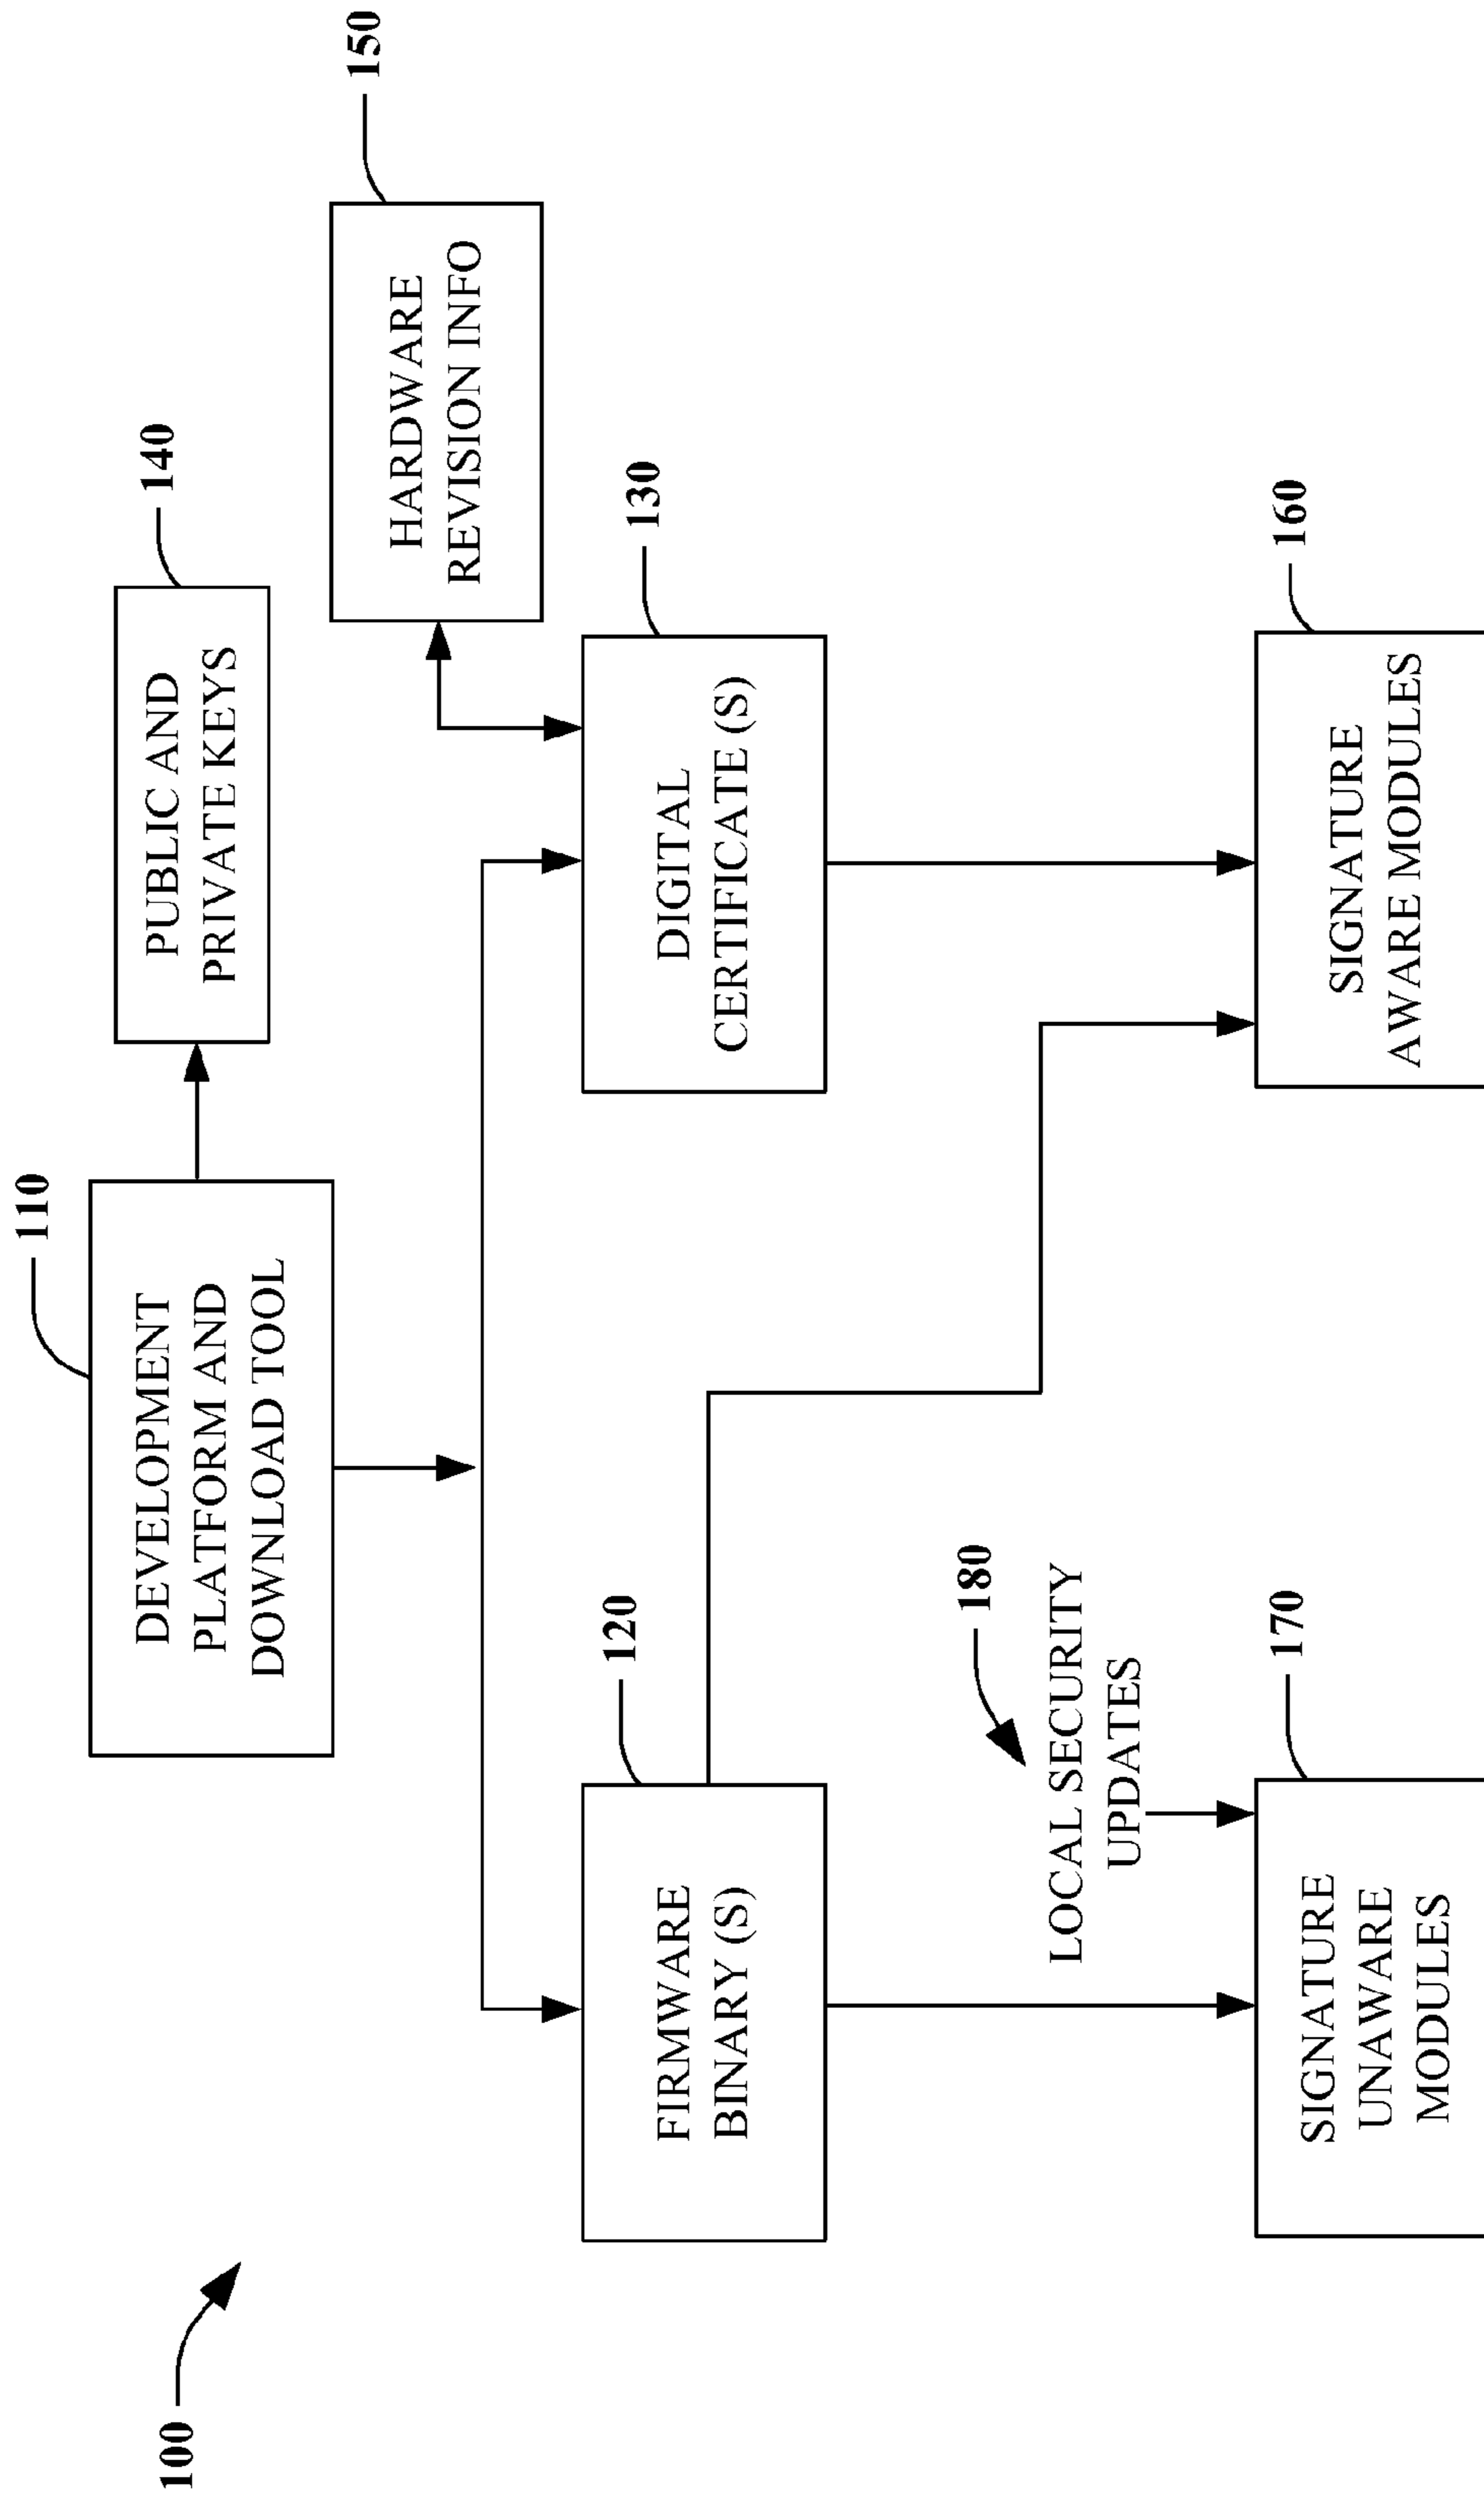 100
110
DEVELOPMENT
PLATFORM AND
DOWNLOAD TOOL
140
PUBLIC AND
PRIVATE KEYS
150
HARDWARE
REVISION INFO
120
FIRMWARE
BINARY (S)
130
DIGITAL
CERTIFICATE (S)
180
LOCAL SECURITY
UPDATES
170
SIGNATURE
UNAWARE
MODULES
160
SIGNATURE
AWARE MODULES